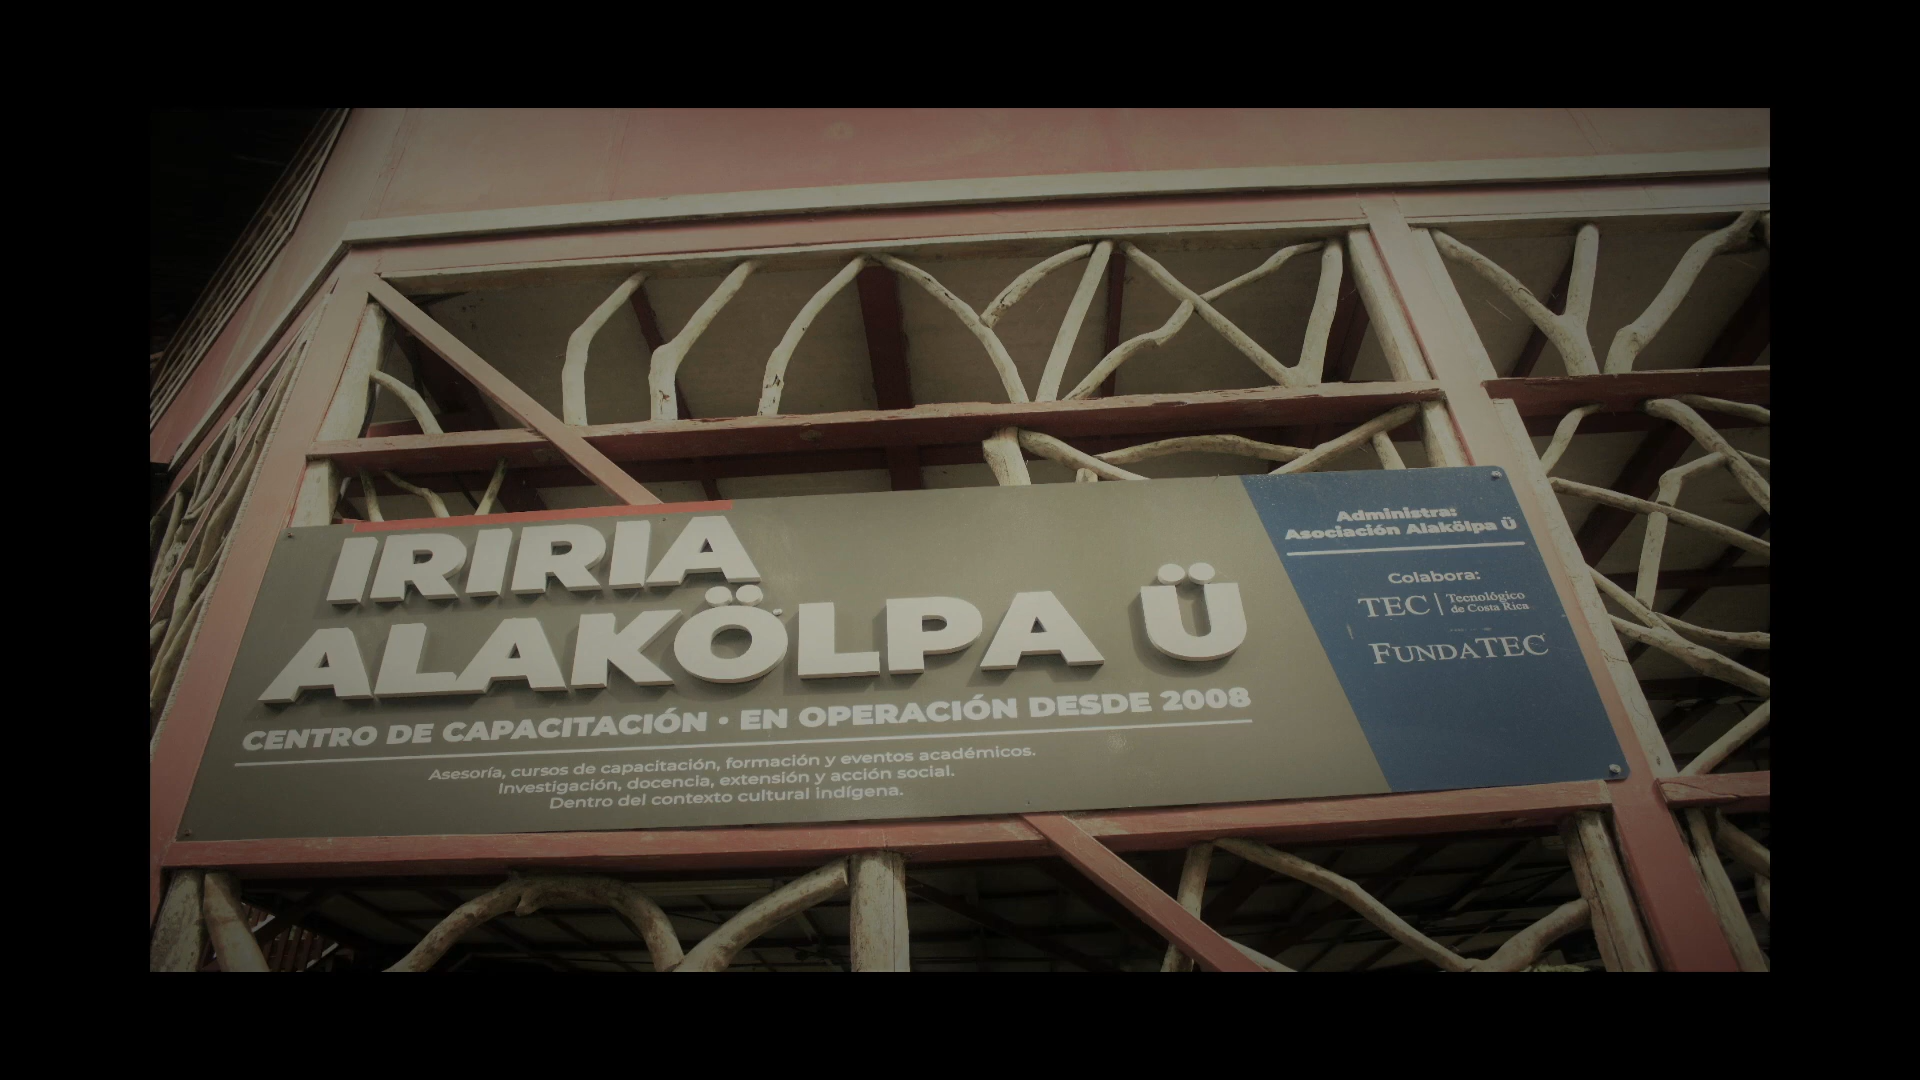 IRIRIA
ALAKÖLPA Ü
CENTRO DE CAPACITACIÓN • EN OPERACIÓN DESDE 2008
Asesoría, cursos de capacitación, formación y eventos académicos.
Investigación, docencia, extensión y acción social.
Dentro del contexto cultural indígena.
Administra:
Asociación Alakölpa Ü
Colabora:
TEC | Tecnológico
de Costa Rica
FUNDATEC